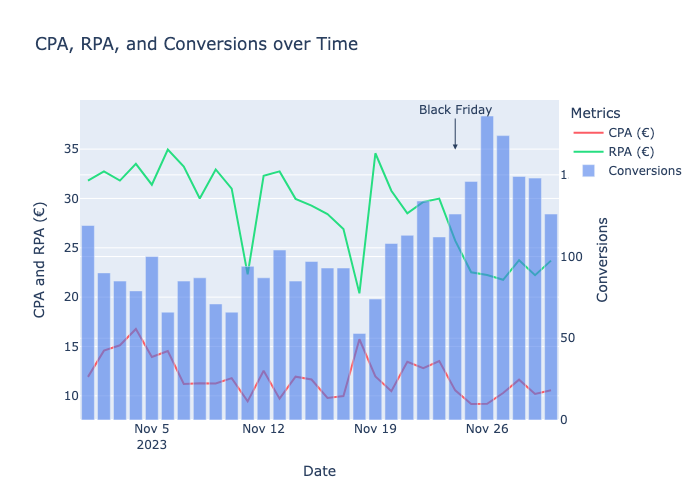 CPA, RPA, and Conversions over Time
Black Friday
Metrics
CPA (€)
RPA (€)
Conversions
35
30
25
20
15
10
CPA and RPA (€)
1
100
50
0
Conversions
Nov 5
2023
Nov 12
Nov 19
Nov 26
Date